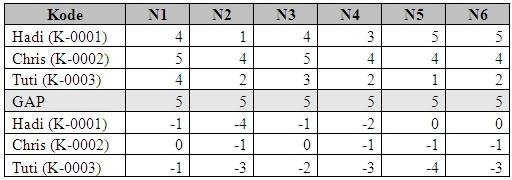 Kode N1 N2 N3 N4 N5 N6
Hadi (K-0001) 4 1 4 3 5 5
Chris (K-0002) 5 4 5 4 4 4
Tuti (K-0003) 4 2 3 2 1 2
GAP 5 5 5 5 5 5
Hadi (K-0001) -1 -4 -1 -2 0 0
Chris (K-0002) 0 -1 0 -1 -1 -1
Tuti (K-0003) -1 -3 -2 -3 -4 -3